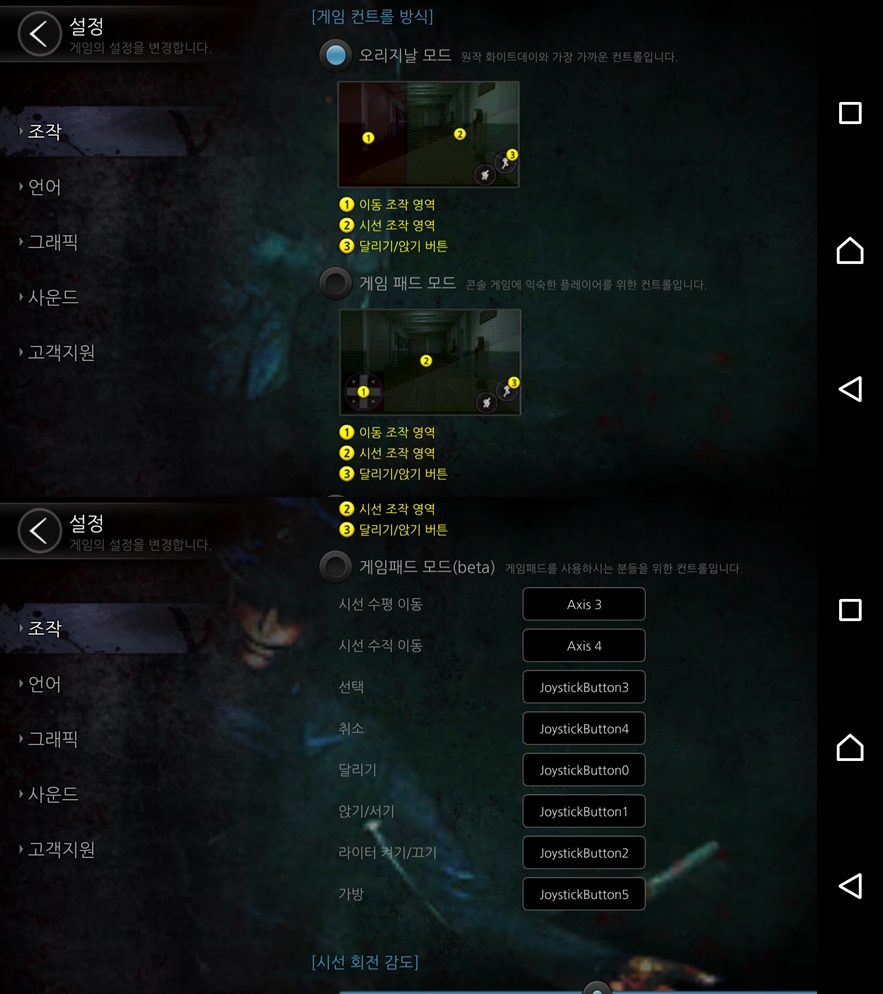 설정
게임의 설정을 변경합니다.
조작
언어
그래픽
사운드
고객지원
[게임 컨트롤 방식]
오리지날 모드 원작 화이트데이와 가장 가까운 컨트롤입니다.
1 2 3
1 이동 조작 영역
2 시선 조작 영역
3 달리기/앉기 버튼
게임 패드 모드 콘솔 게임에 익숙한 플레이어를 위한 컨트롤입니다.
1 2 3
1 이동 조작 영역
2 시선 조작 영역
3 달리기/앉기 버튼
설정
게임의 설정을 변경합니다.
조작
언어
그래픽
사운드
고객지원
2 시선 조작 영역
3 달리기/앉기 버튼
게임패드 모드(beta) 게임패드를 사용하시는 분들을 위한 컨트롤입니다.
시선 수평 이동 Axis 3
시선 수직 이동 Axis 4
선택 JoystickButton3
취소 JoystickButton4
달리기 JoystickButton0
앉기/서기 JoystickButton1
라이터 켜기/끄기 JoystickButton2
가방 JoystickButton5
[시선 회전 감도]